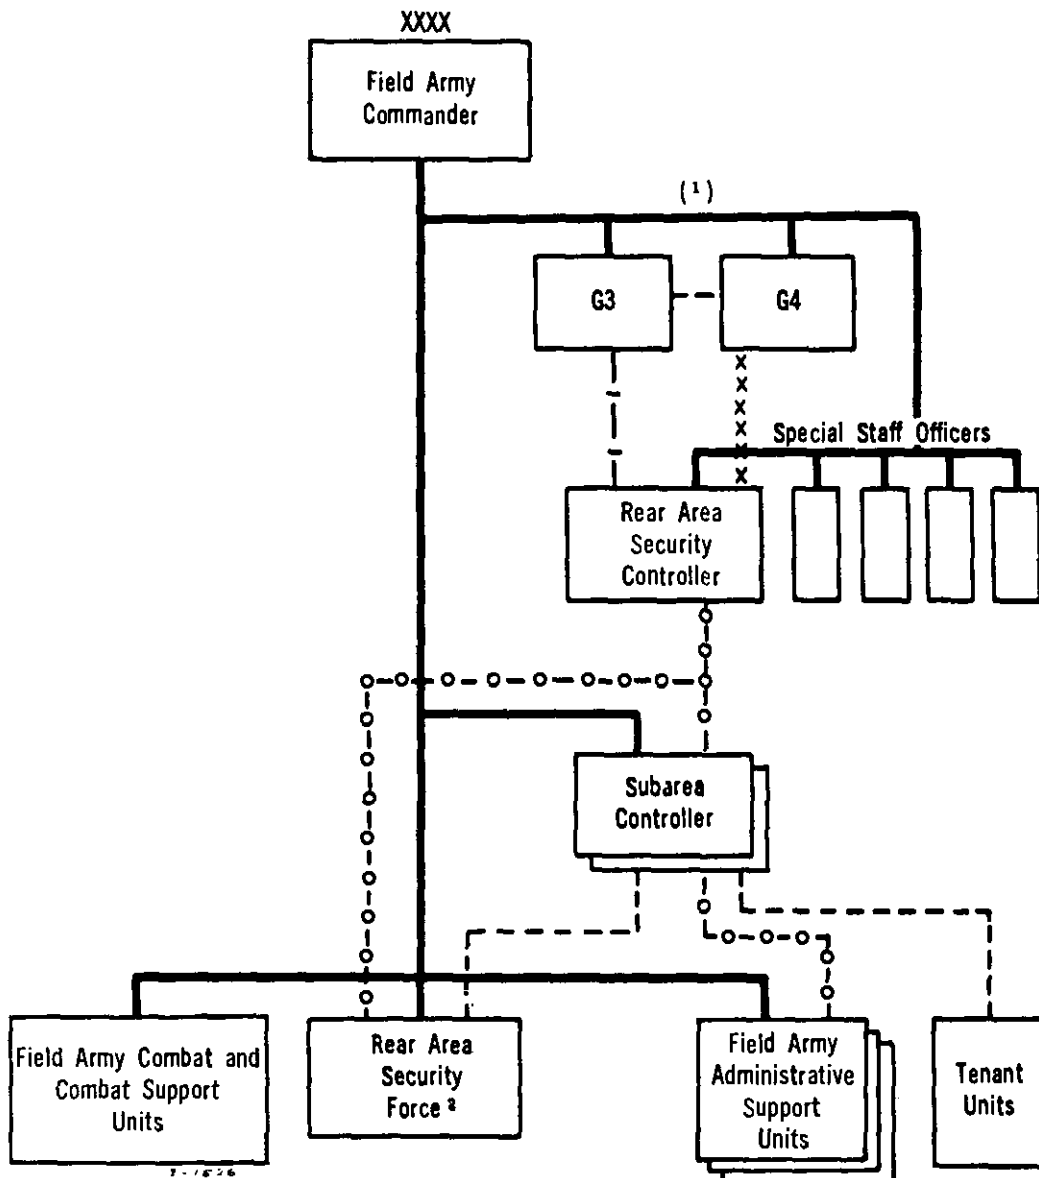 XXXX
Field Army
Commander
(¹)
G3
G4
Special Staff Officers
Rear Area
Security
Controller
Subarea
Controller
Field Army Combat and
Combat Support
Units
Rear Area
Security
Force ²
Field Army
Administrative
Support
Units
Tenant
Units